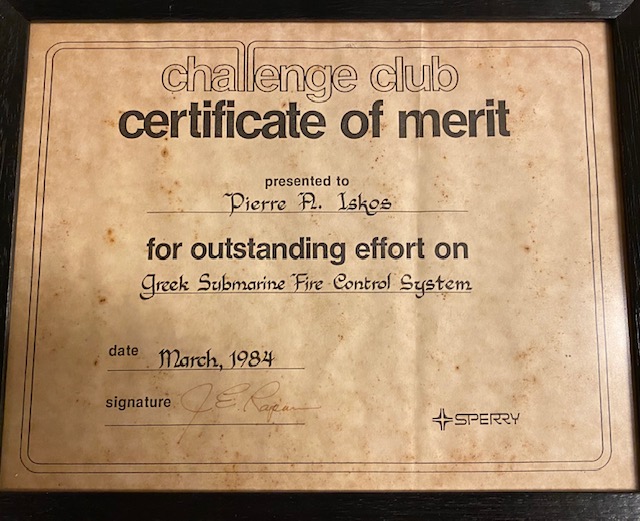 challenge club
certificate of merit
presented to
Pierre A. Iskos
for outstanding effort on
Greek Submarine Fire Control System
date March, 1984
signature J E
SPERRY